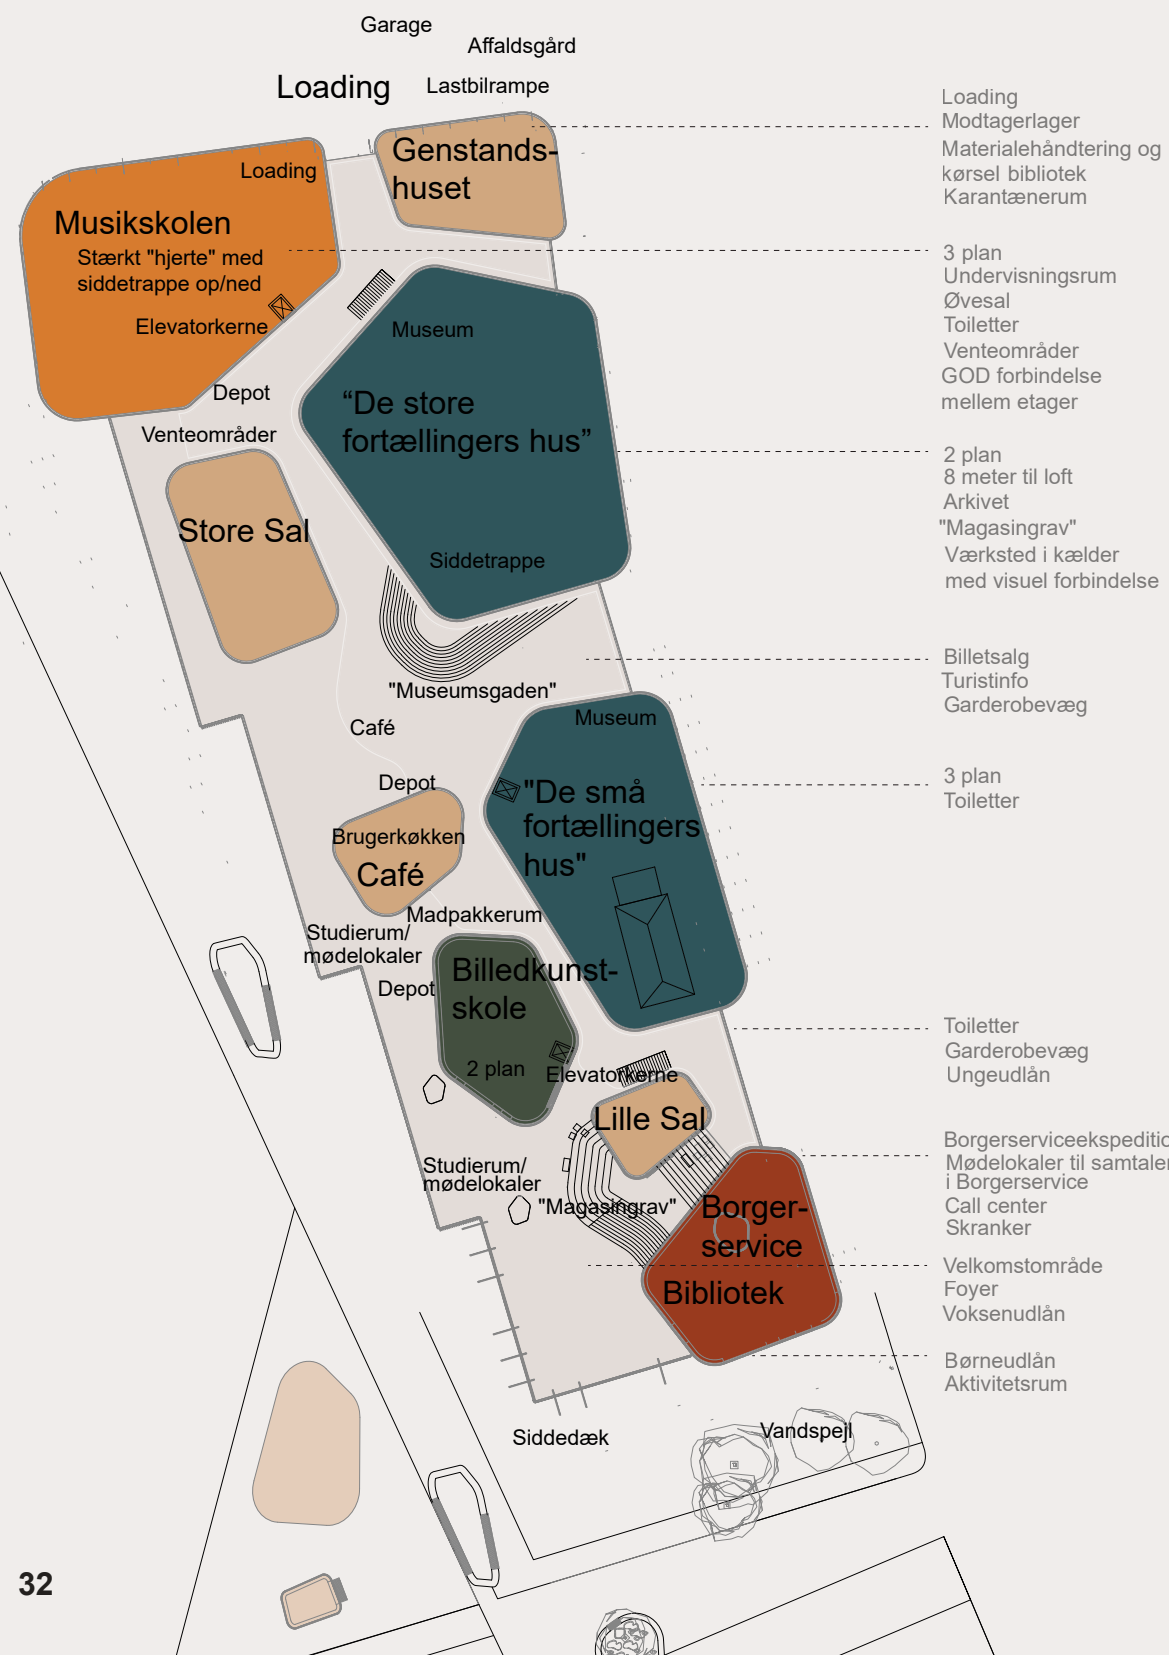 Garage
Affaldsgård
Loading
Lastbilrampe
Genstands-
huset
Loading
Musikskolen
Stærkt "hjerte" med
siddetrappe op/ned
Elevatorkerne
Museum
“De store
fortællingers hus”
Siddetrappe
Depot
Venteområder
Store Sal
"Museumsgaden"
Café
Museum
Depot
"De små
fortællingers
hus"
Brugerkøkken
Café
Madpakkerum
Studierum/
mødelokaler
Depot
Billedkunst-
skole
2 plan
Elevatorkerne
Lille Sal
Studierum/
mødelokaler
"Magasingrav"
Borger-
service
Bibliotek
Siddedæk
Vandspejl
Loading
Modtagerlager
Materialehåndtering og
kørsel bibliotek
Karantænerum
3 plan
Undervisningsrum
Øvesal
Toiletter
Venteområder
GOD forbindelse
mellem etager
2 plan
8 meter til loft
Arkivet
"Magasingrav"
Værksted i kælder
med visuel forbindelse
Billetsalg
Turistinfo
Garderobevæg
3 plan
Toiletter
Toiletter
Garderobevæg
Ungeudlån
Borgerserviceekspeditio
Mødelokaler til samtaler
i Borgerservice
Call center
Skranker
Velkomstområde
Foyer
Voksenudlån
Børneudlån
Aktivitetsrum
32